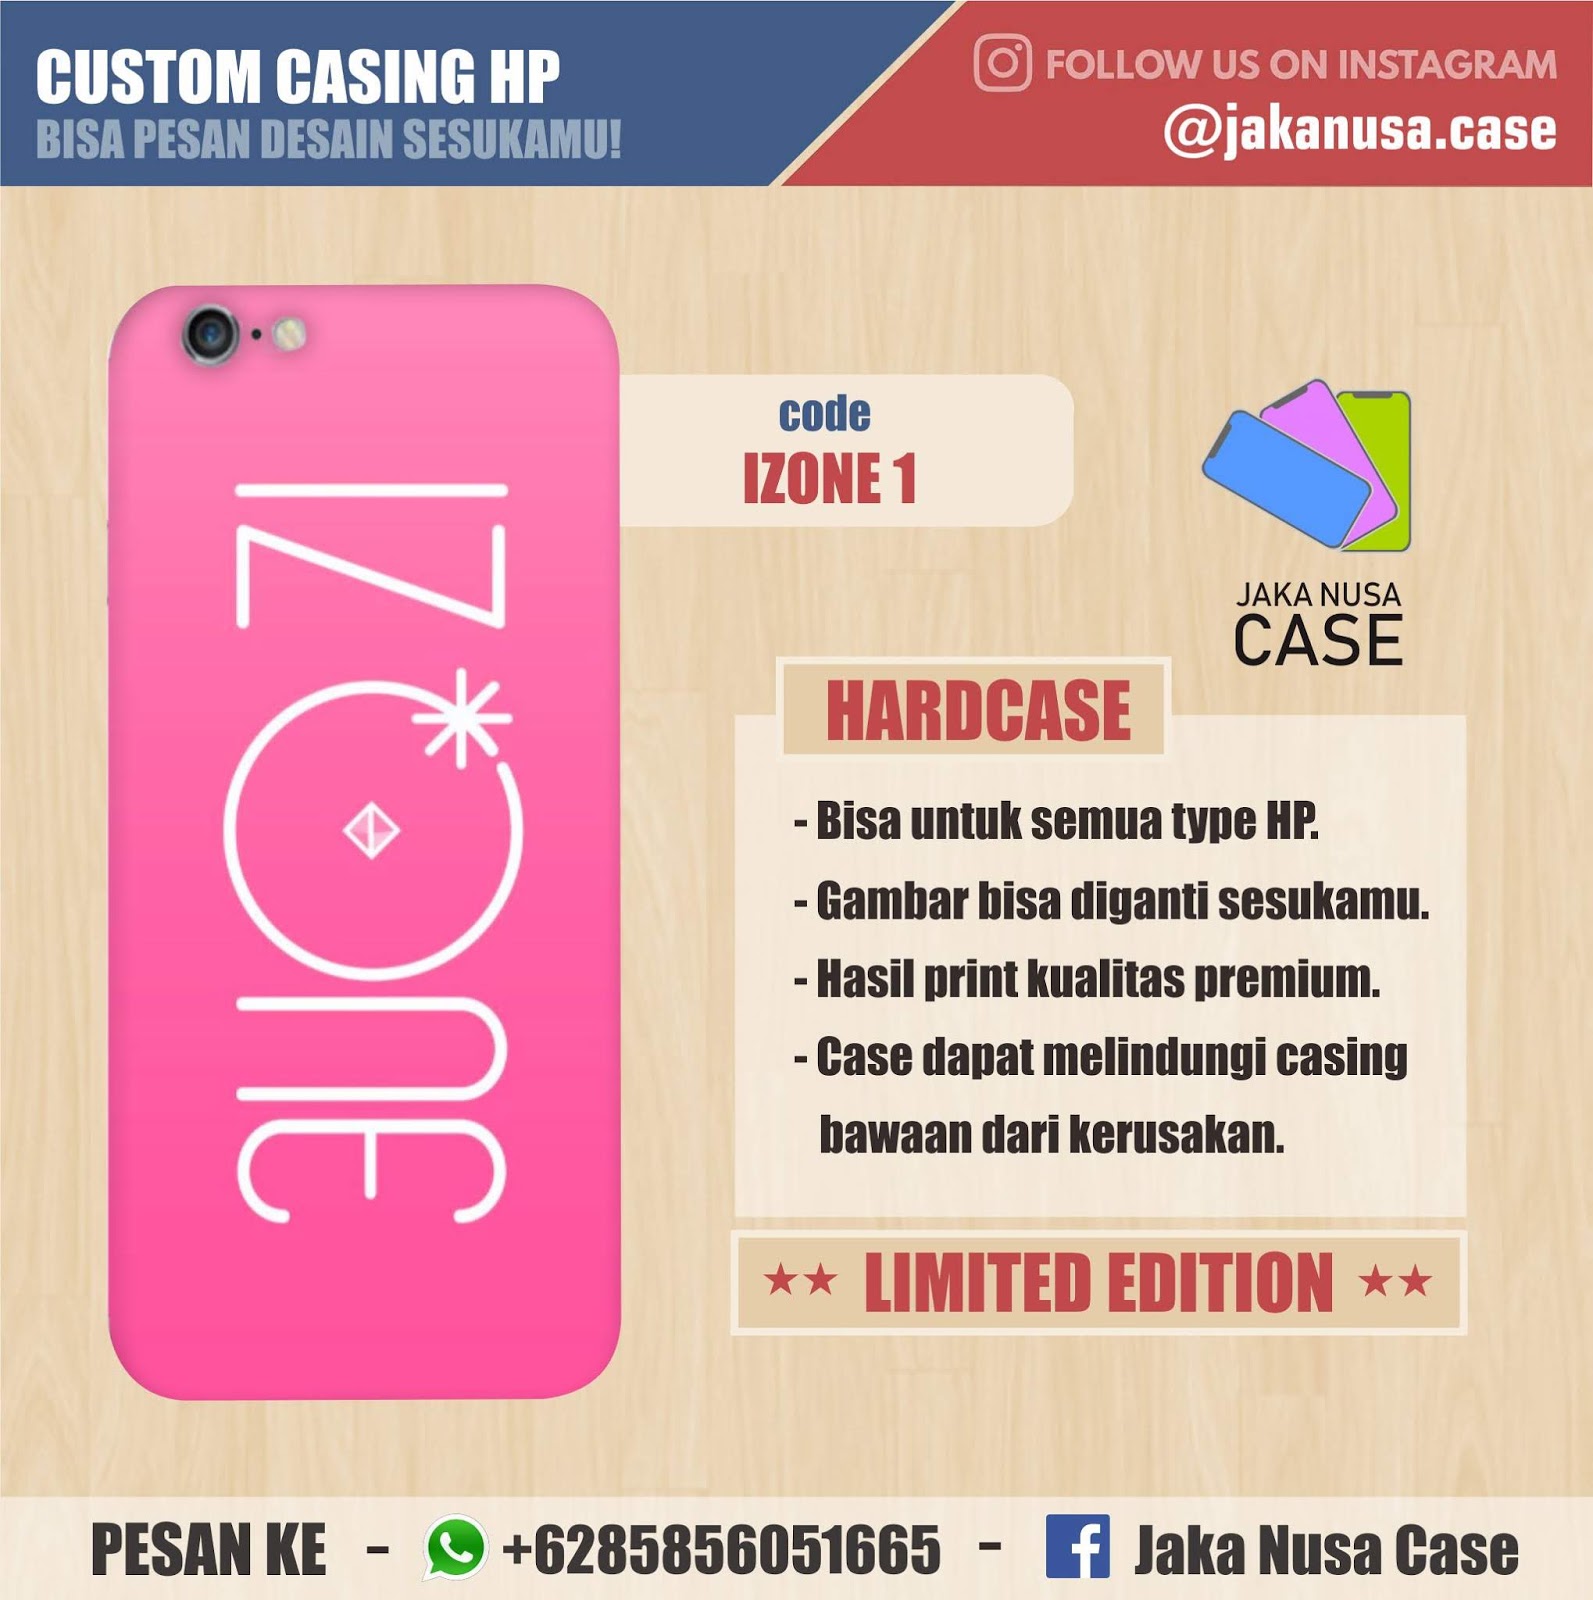 CUSTOM CASING HP
BISA PESAN DESAIN SESUKAMU!
FOLLOW US ON INSTAGRAM
@jakanusa.case
IZ*ONE
code
IZONE 1
JAKA NUSA
CASE
HARDCASE
- Bisa untuk semua type HP.
- Gambar bisa diganti sesukamu.
- Hasil print kualitas premium.
- Case dapat melindungi casing
bawaan dari kerusakan.
★★ LIMITED EDITION ★★
PESAN KE - +6285856051665 - Jaka Nusa Case